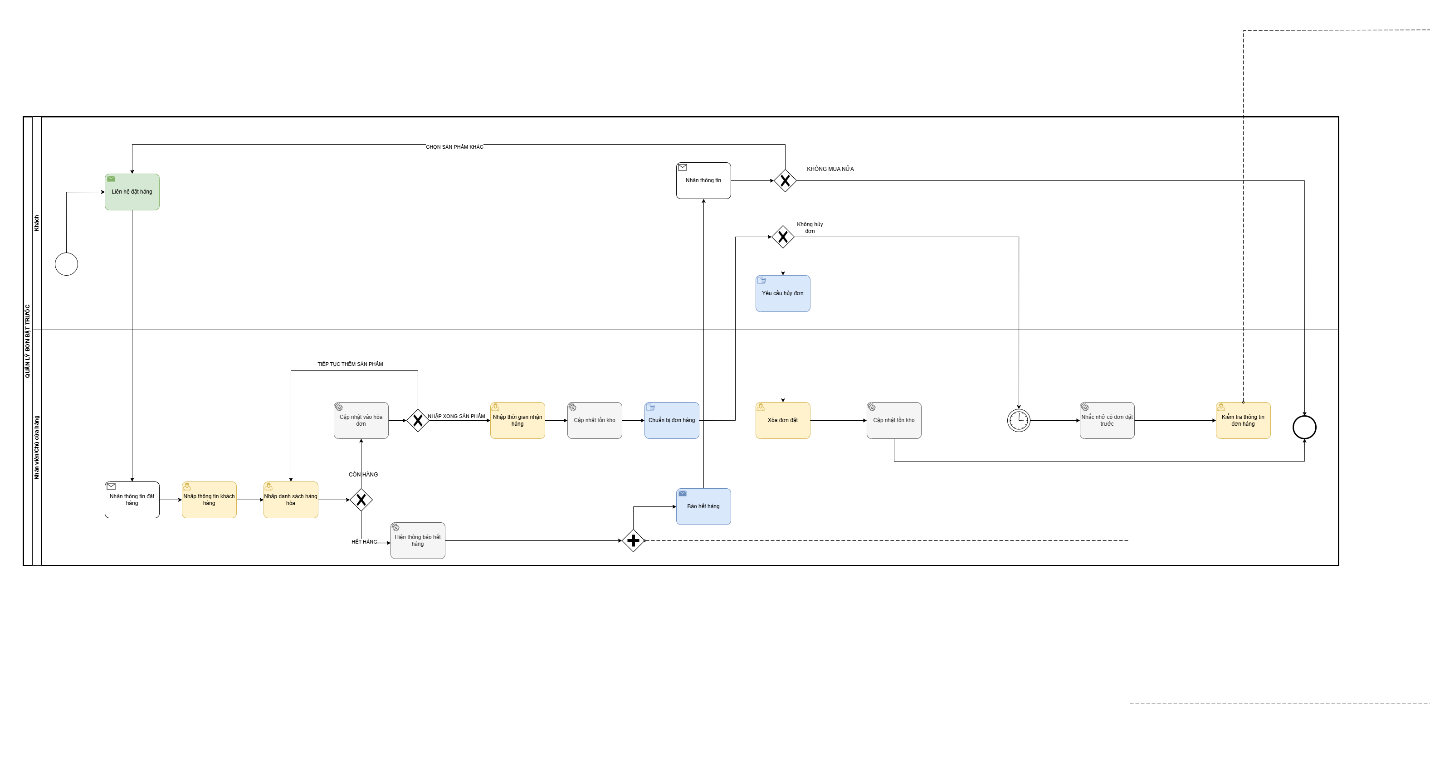 QUẢN LÝ ĐƠN ĐẶT TRƯỚC
Khách
Nhân viên/Chủ cửa hàng
CHỌN SẢN PHẨM KHÁC
Liên hệ đặt hàng
Nhận thông tin
KHÔNG MUA NỮA
Không hủy
đơn
Yêu cầu hủy đơn
TIẾP TỤC THÊM SẢN PHẨM
Cập nhật vào hóa
đơn
NHẬP XONG SẢN PHẨM
Nhập thời gian nhận
hàng
Cập nhật tồn kho
Chuẩn bị đơn hàng
Xóa đơn đặt
Cập nhật tồn kho
Nhắc nhở có đơn đặt
trước
Kiểm tra thông tin
đơn hàng
CÒN HÀNG
Nhận thông tin đặt
hàng
Nhập thông tin khách
hàng
Nhập danh sách hàng
hóa
Báo hết hàng
HẾT HÀNG
Hiện thông báo hết
hàng